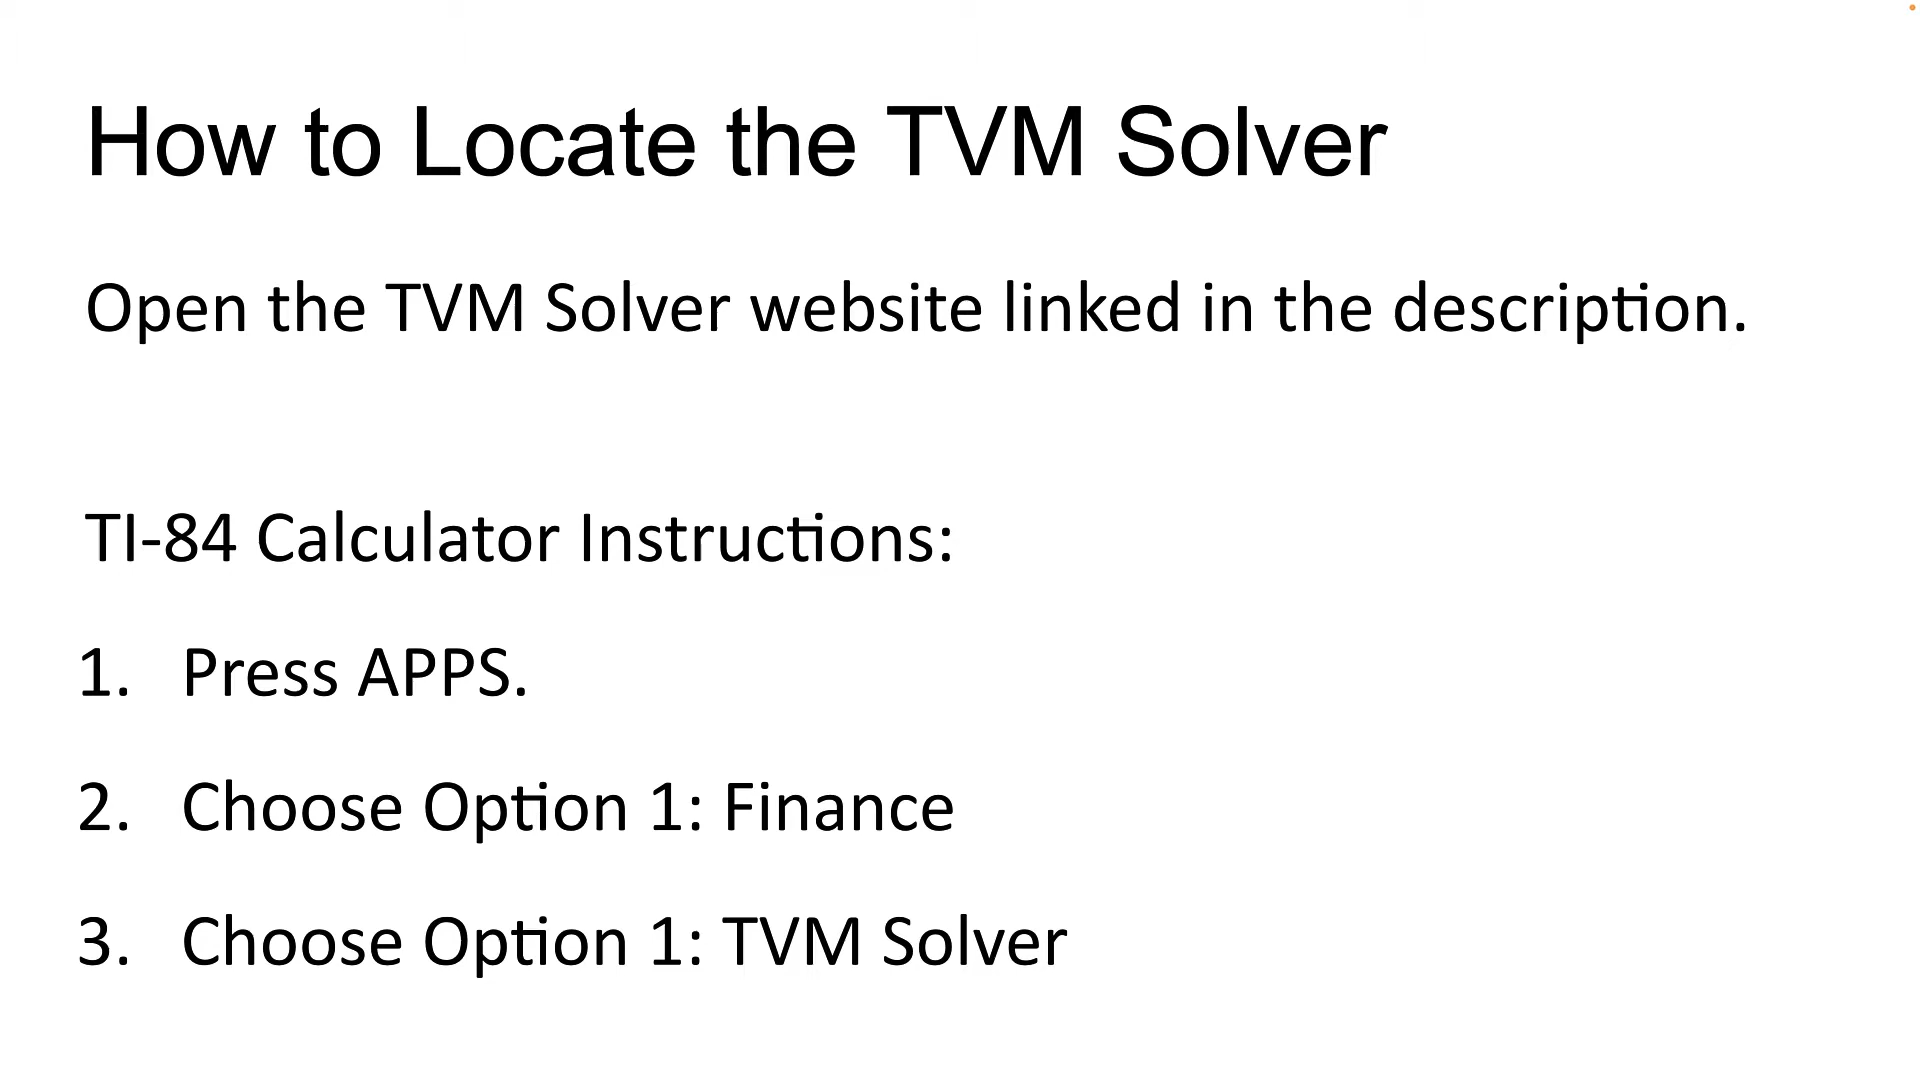 How to Locate the TVM Solver
Open the TVM Solver website linked in the description.
TI-84 Calculator Instructions:
1. Press APPS.
2. Choose Option 1: Finance
3. Choose Option 1: TVM Solver